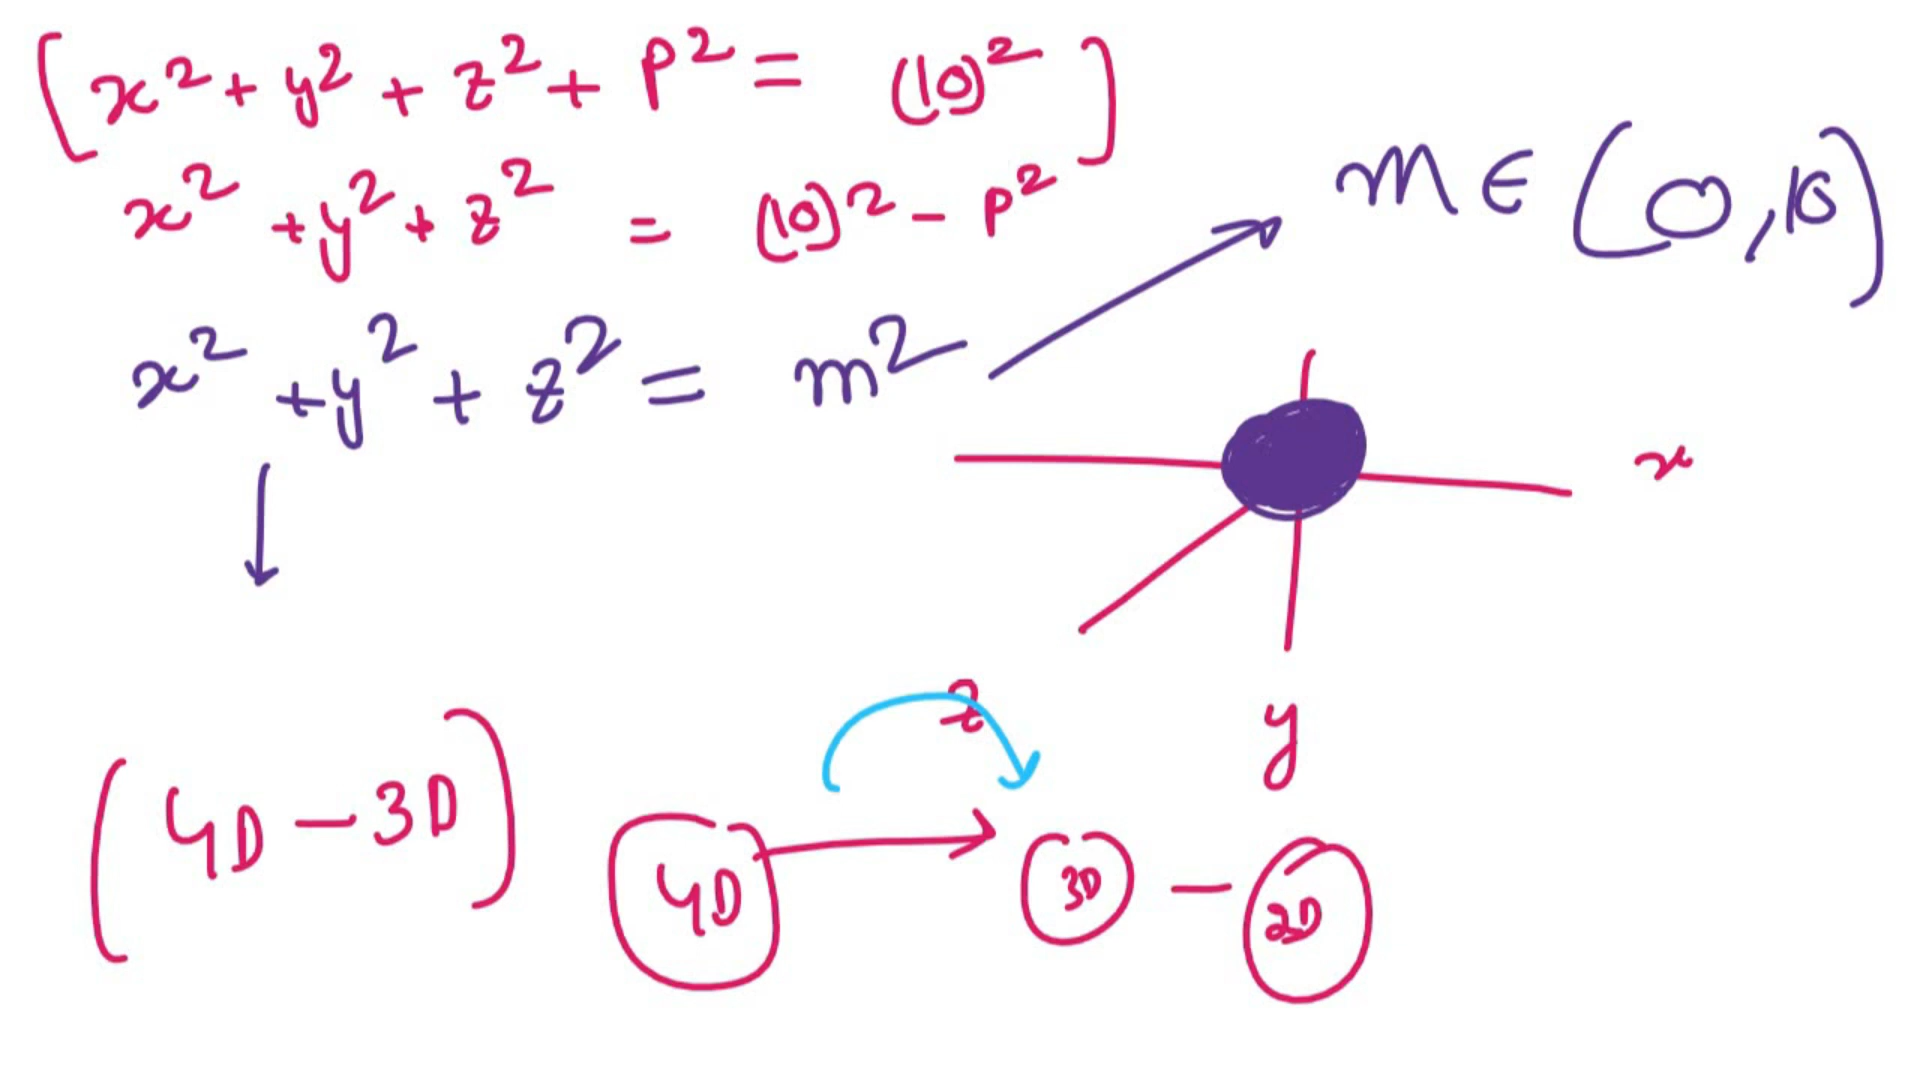 [x² + y² + z² + p² = (10)²]
x² + y² + z² = (10)² - p²
m ∈ (0, 10)
x² + y² + z² = m²
x
z
y
(4D - 3D)
4D → 3D - 2D